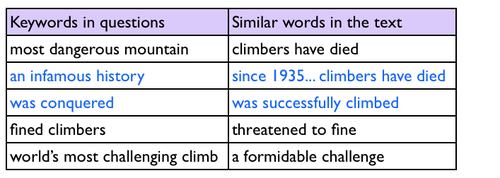 Keywords in questions Similar words in the text
most dangerous mountain climbers have died
an infamous history since 1935... climbers have died
was conquered was successfully climbed
fined climbers threatened to fine
world's most challenging climb a formidable challenge